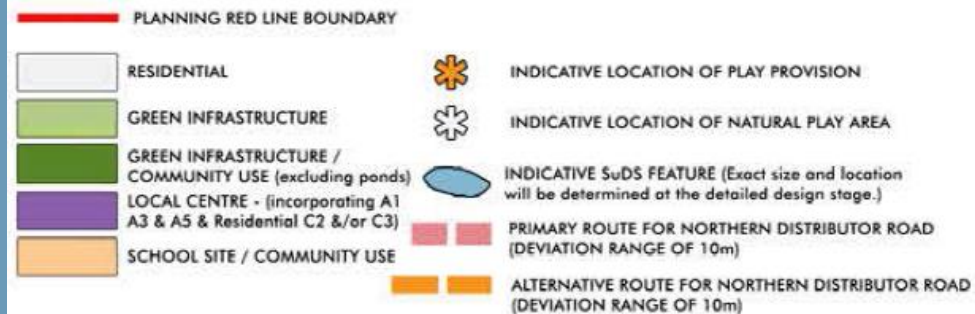 PLANNING RED LINE BOUNDARY
RESIDENTIAL
GREEN INFRASTRUCTURE
GREEN INFRASTRUCTURE /
COMMUNITY USE (excluding ponds)
LOCAL CENTRE - (incorporating A1
A3 & A5 & Residential C2 &/or C3)
SCHOOL SITE / COMMUNITY USE
INDICATIVE LOCATION OF PLAY PROVISION
INDICATIVE LOCATION OF NATURAL PLAY AREA
INDICATIVE SuDS FEATURE (Exact size and location
will be determined at the detailed design stage.)
PRIMARY ROUTE FOR NORTHERN DISTRIBUTOR ROAD
(DEVIATION RANGE OF 10m)
ALTERNATIVE ROUTE FOR NORTHERN DISTRIBUTOR ROAD
(DEVIATION RANGE OF 10m)